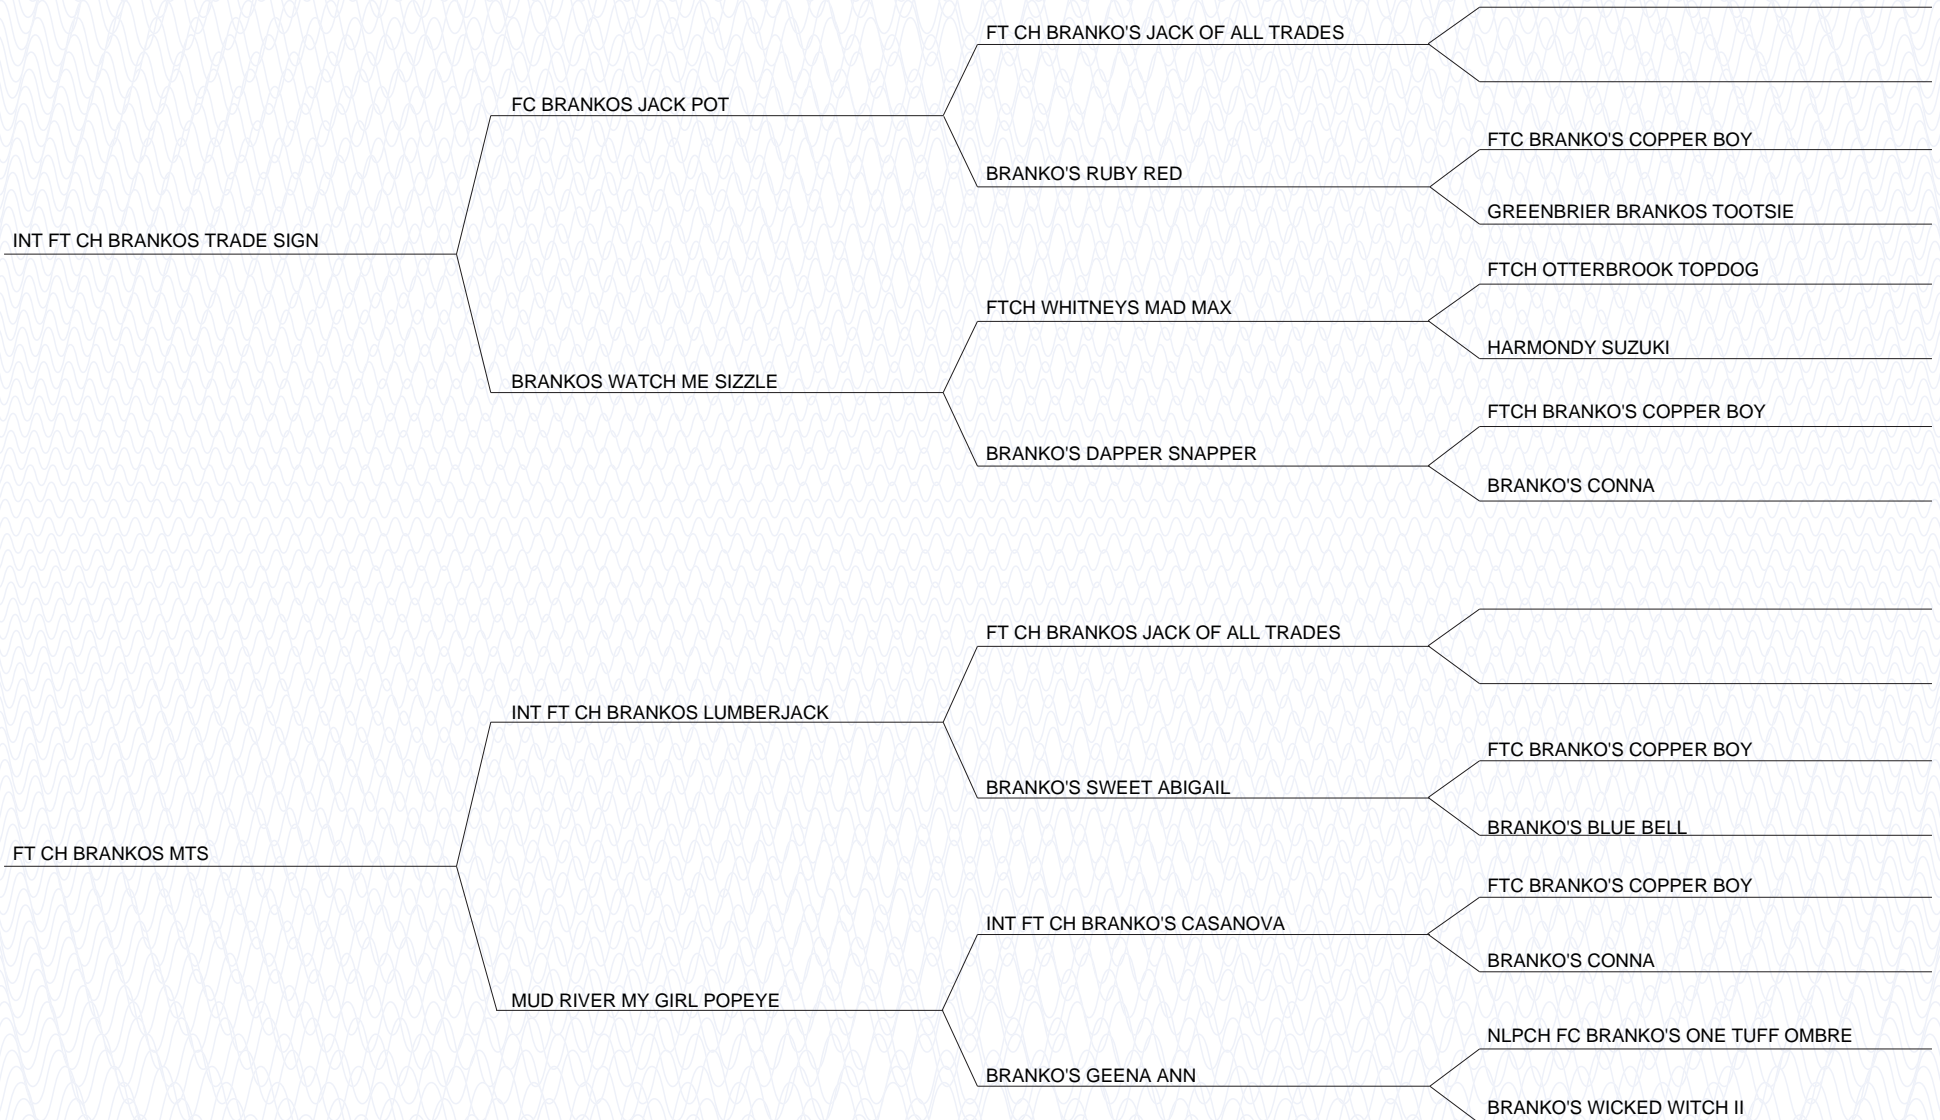 FT CH BRANKO'S JACK OF ALL TRADES
FC BRANKOS JACK POT
FTC BRANKO'S COPPER BOY
BRANKO'S RUBY RED
GREENBRIER BRANKOS TOOTSIE
INT FT CH BRANKOS TRADE SIGN
FTCH OTTERBROOK TOPDOG
FTCH WHITNEYS MAD MAX
HARMONDY SUZUKI
BRANKOS WATCH ME SIZZLE
FTCH BRANKO'S COPPER BOY
BRANKO'S DAPPER SNAPPER
BRANKO'S CONNA
FT CH BRANKOS JACK OF ALL TRADES
INT FT CH BRANKOS LUMBERJACK
FTC BRANKO'S COPPER BOY
BRANKO'S SWEET ABIGAIL
BRANKO'S BLUE BELL
FT CH BRANKOS MTS
FTC BRANKO'S COPPER BOY
INT FT CH BRANKO'S CASANOVA
BRANKO'S CONNA
MUD RIVER MY GIRL POPEYE
NLPCH FC BRANKO'S ONE TUFF OMBRE
BRANKO'S GEENA ANN
BRANKO'S WICKED WITCH II